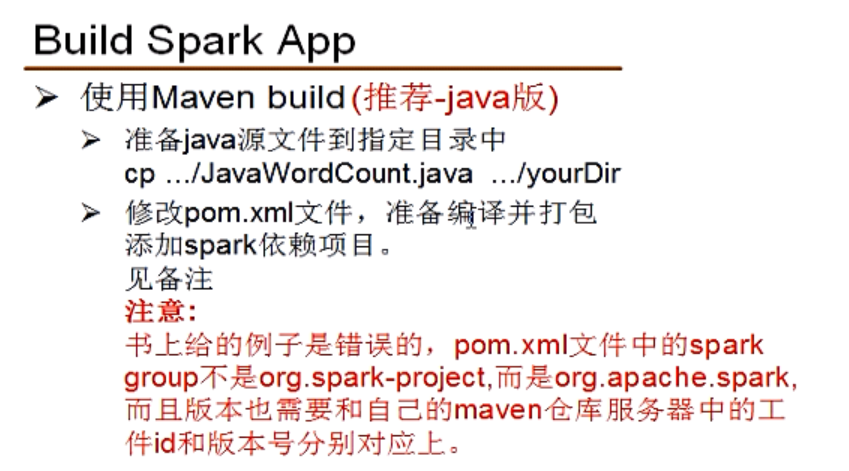 Build Spark App
使用Maven build(推荐-java版)
准备java源文件到指定目录中
cp .../JavaWordCount.java .../yourDir
修改pom.xml文件，准备编译并打包
添加spark依赖项目。
见备注
注意:
书上给的例子是错误的，pom.xml文件中的spark
group不是org.spark-project,而是org.apache.spark,
而且版本也需要和自己的maven仓库服务器中的工
件id和版本号分别对应上。